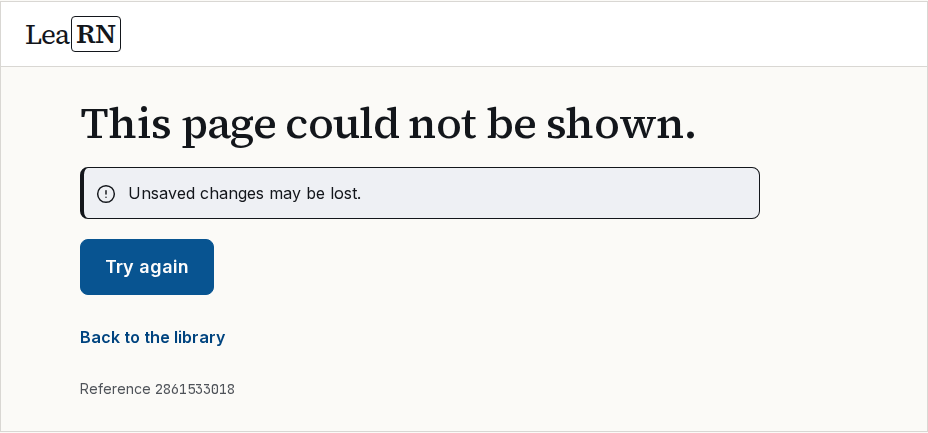 LeaRN
This page could not be shown.
Unsaved changes may be lost.
Try again
Back to the library
Reference 2861533018